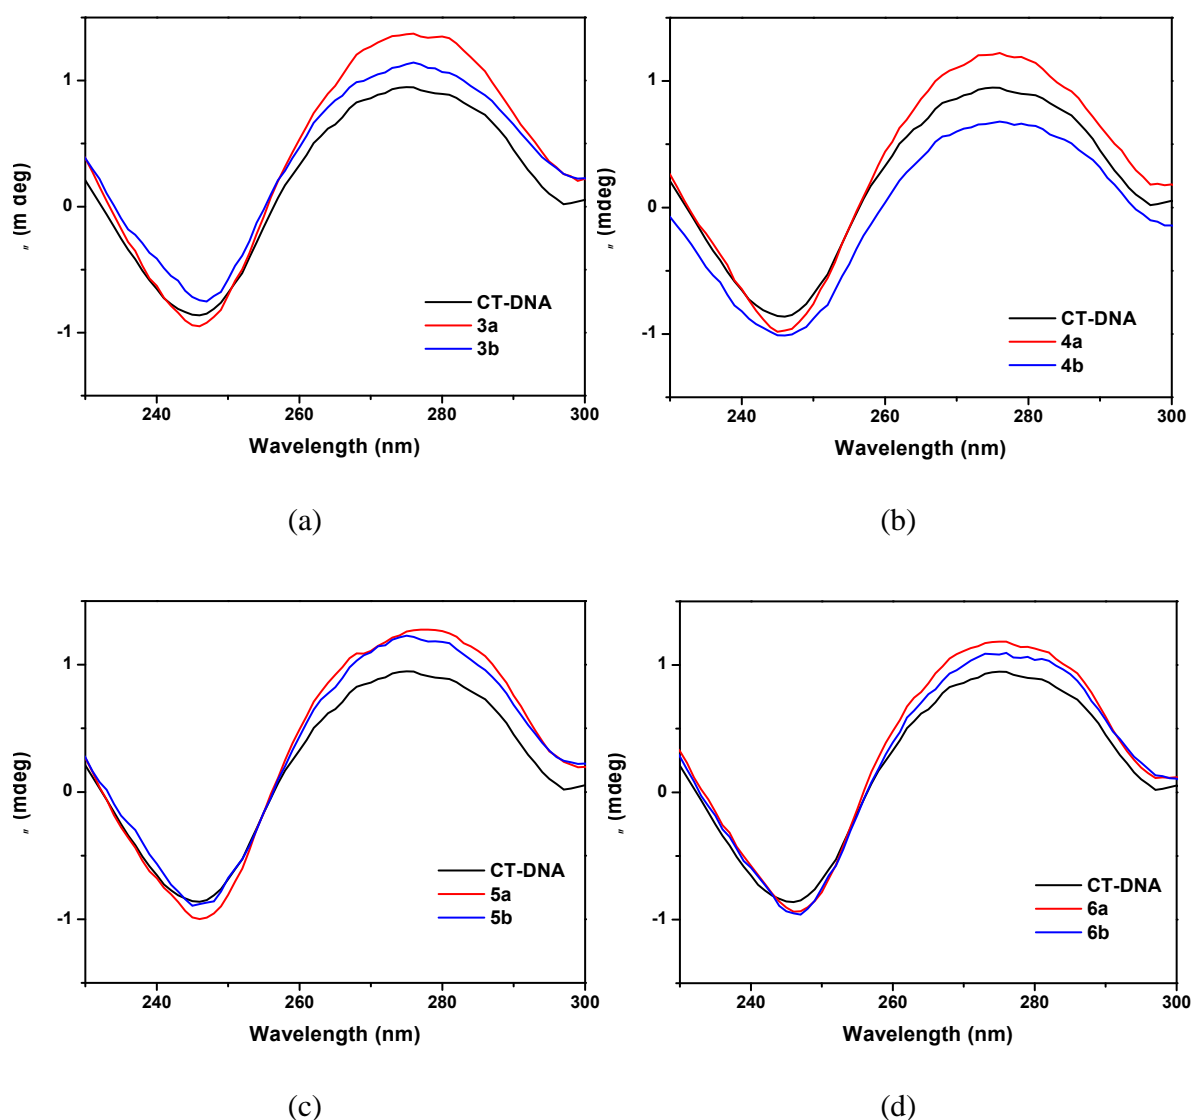 1
0
-1
〃 (m deg)
CT-DNA
3a
3b
240 260 280 300
Wavelength (nm)
(a)
1
0
-1
〃 (mdeg)
CT-DNA
4a
4b
240 260 280 300
Wavelength (nm)
(b)
1
0
-1
〃 (mdeg)
CT-DNA
5a
5b
240 260 280 300
Wavelength (nm)
(c)
1
0
-1
〃 (mdeg)
CT-DNA
6a
6b
240 260 280 300
Wavelength (nm)
(d)